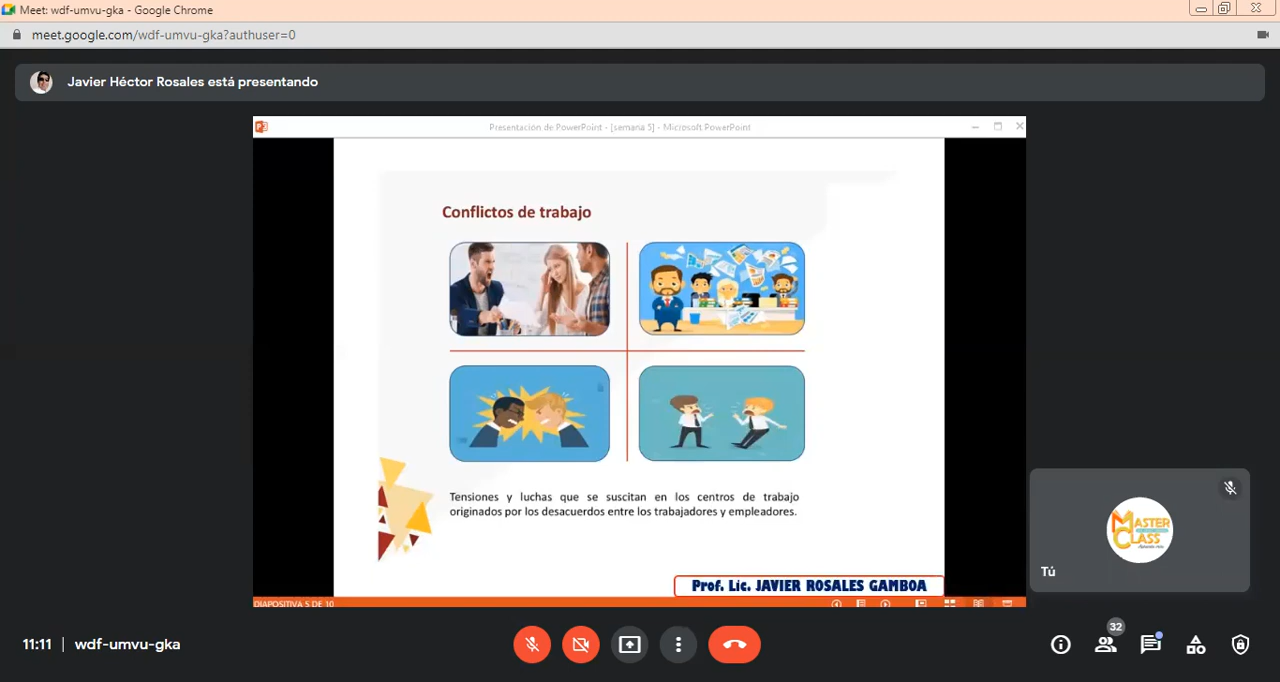 Meet: wdf-umvu-gka - Google Chrome
meet.google.com/wdf-umvu-gka?authuser=0
Javier Héctor Rosales está presentando
Presentación de PowerPoint - [semana 5] - Microsoft PowerPoint
Conflictos de trabajo
Tensiones y luchas que se suscitan en los centros de trabajo
originados por los desacuerdos entre los trabajadores y empleadores.
MASTER
CLASS
Tú
Prof. Lic. JAVIER ROSALES GAMBOA
DIAPOSITIVA 5 DE 10
32
11:11 | wdf-umvu-gka